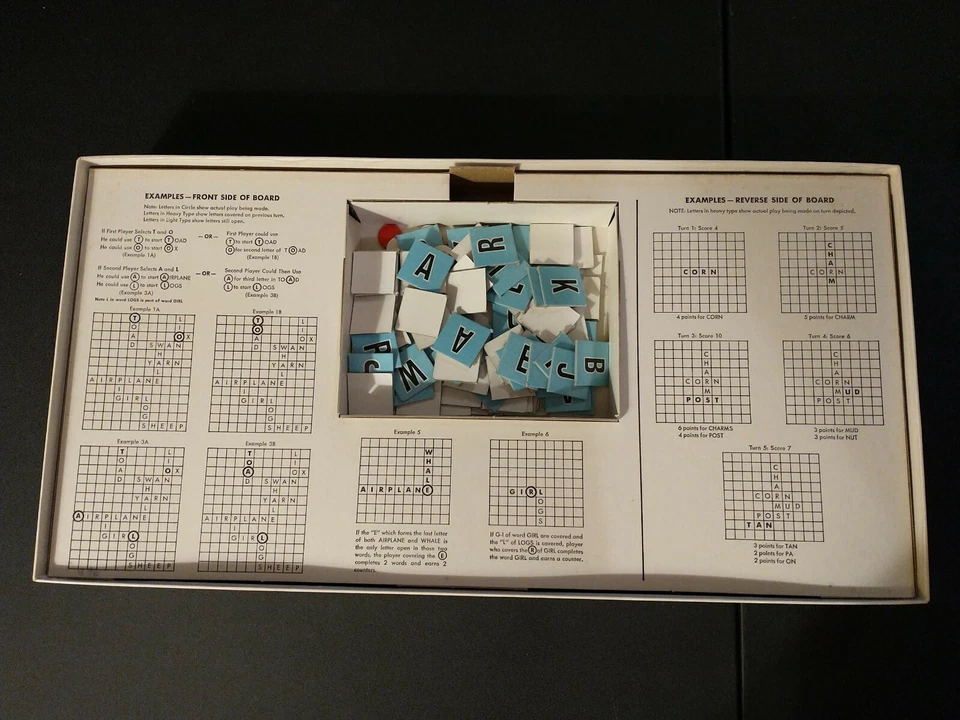 EXAMPLES—FRONT SIDE OF BOARD
Note: Letters in Circle show actual play being made.
Letters in Heavy Type show letters covered on previous turn.
Letters in Light Type show letters still open.
If First Player Selects T and O
He could use T to start TOAD
He could use O to start OX
(Example 1A)
—OR—
First Player could use
T to start TOAD
O for second letter of TOAD
(Example 1B)
If Second Player Selects A and L
He could use A to start AIRPLANE
He could use L to start LOGS
(Example 3A)
Note L in word LOGS is part of word GIRL
—OR—
Second Player Could Then Use
A for third letter in TOAD
L to start LOGS
(Example 3B)
Example 1A
T L
O I
A O X
D S W A N
H
Y A R N
L
A I R P L A N E
I
G I R L
O
G
S H E E P
Example 1B
T L
O I
A O X
D S W A N
H
Y A R N
L
A I R P L A N E
I
G I R L
O
G
S H E E P
Example 3A
T L
O I
A O X
D S W A N
H
Y A R N
L
A I R P L A N E
I
G I R L
O
G
S H E E P
Example 3B
T L
O I
A O X
D S W A N
H
Y A R N
L
A I R P L A N E
I
G I R L
O
G
S H E E P
A
R
K
A
P
W
E
J
B
Example 5
W
H
A
L
A I R P L A N E
If the "E" which forms the last letter
of both AIRPLANE and WHALE is
the only letter open in those two
words, the player covering the E
completes 2 words and earns 2
counters.
Example 6
G I R L
O
G
S
If G-I of word GIRL are covered and
the "L" of LOGS is covered, player
who covers the R of GIRL completes
the word GIRL and earns a counter.
EXAMPLES—REVERSE SIDE OF BOARD
NOTE: Letters in heavy type show actual play being made on turn depicted.
Turn 1: Score 4
C O R N
4 points for CORN
Turn 2: Score 5
C
H
A
C O R N
M
5 points for CHARM
Turn 3: Score 10
C
H
A
C O R N
M
P O S T
6 points for CHARMS
4 points for POST
Turn 4: Score 6
C
H
A
C O R N
M U D
P O S T
3 points for MUD
3 points for NUT
Turn 5: Score 7
C
H
A
C O R N
M U D
P O S T
T A N
3 points for TAN
2 points for PA
2 points for ON